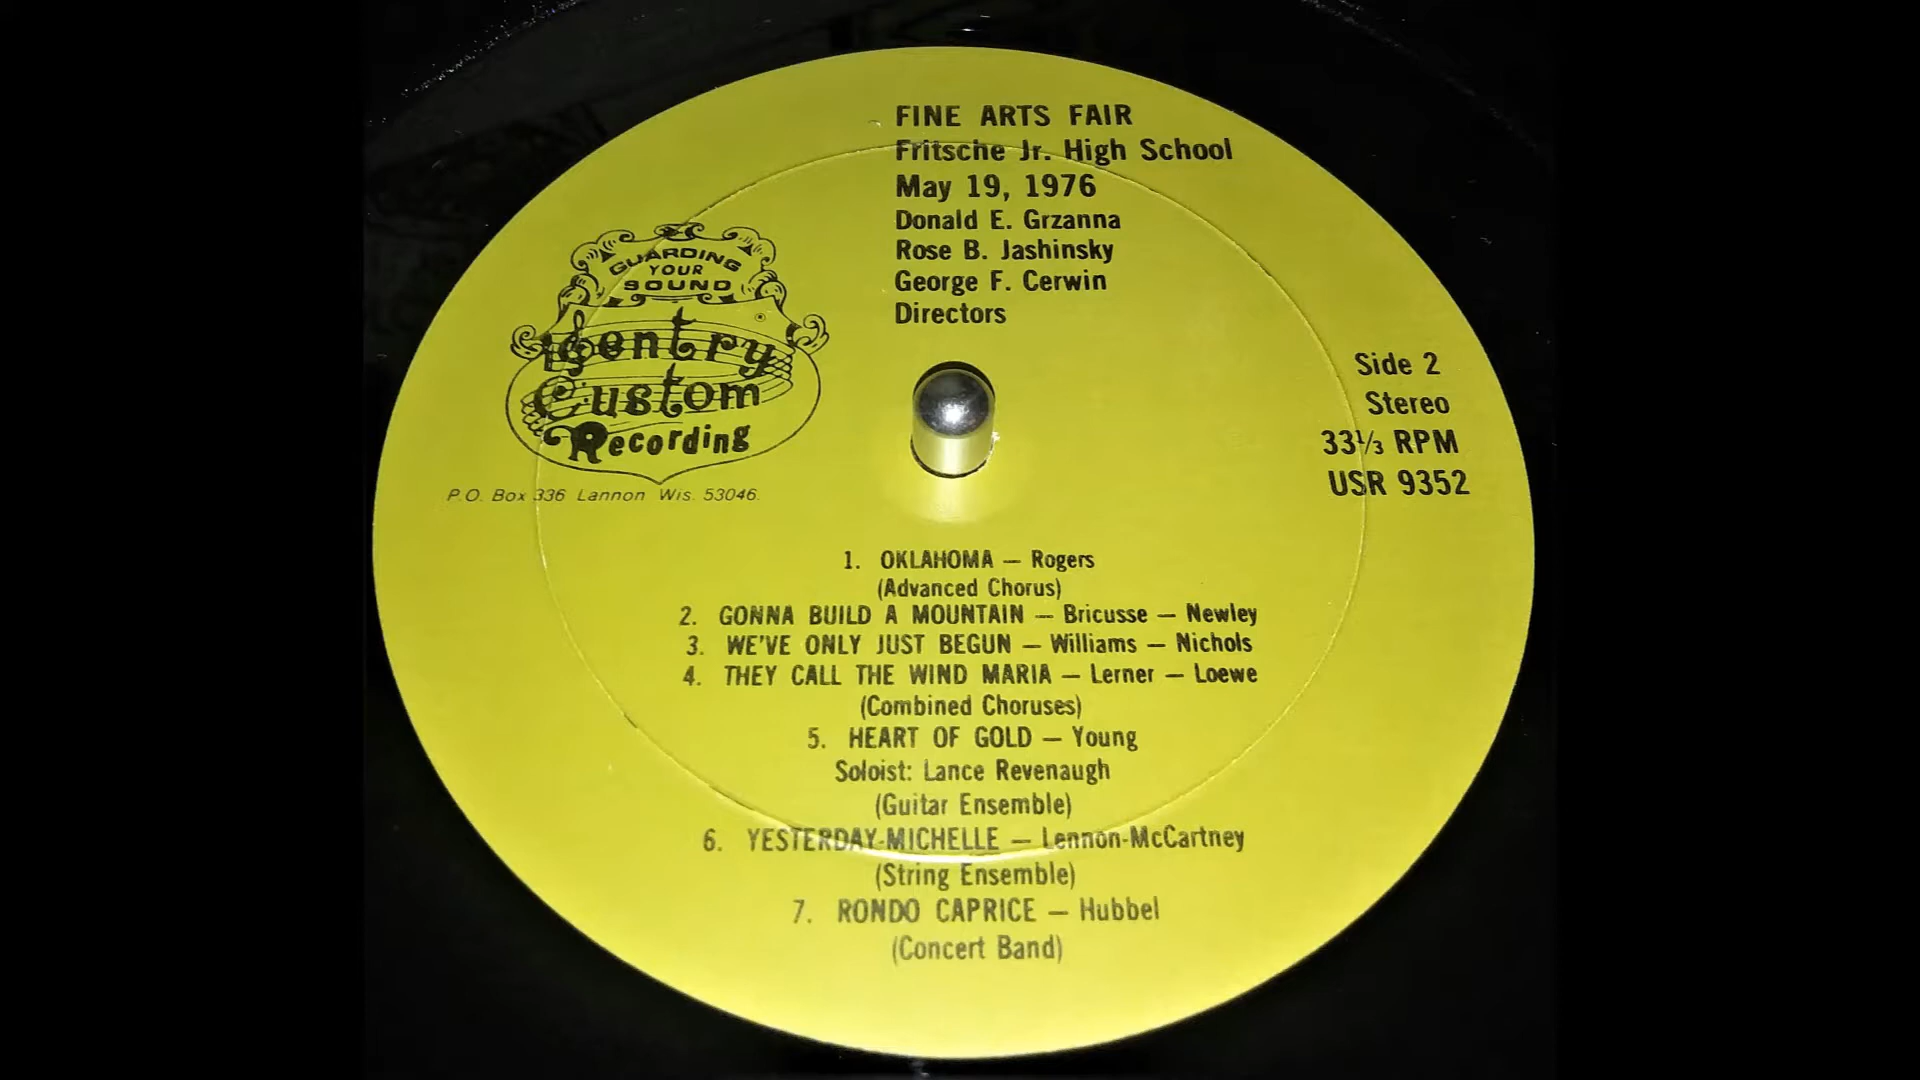 FINE ARTS FAIR
Fritsche Jr. High School
May 19, 1976
Donald E. Grzanna
Rose B. Jashinsky
George F. Cerwin
Directors
GUARDING
YOUR
SOUND
Sentry
Custom
Recording
P.O. Box 336 Lannon Wis. 53046.
Side 2
Stereo
33⅓ RPM
USR 9352
1. OKLAHOMA — Rogers
(Advanced Chorus)
2. GONNA BUILD A MOUNTAIN — Bricusse — Newley
3. WE'VE ONLY JUST BEGUN — Williams — Nichols
4. THEY CALL THE WIND MARIA — Lerner — Loewe
(Combined Choruses)
5. HEART OF GOLD — Young
Soloist: Lance Revenaugh
(Guitar Ensemble)
6. YESTERDAY-MICHELLE — Lennon-McCartney
(String Ensemble)
7. RONDO CAPRICE — Hubbel
(Concert Band)